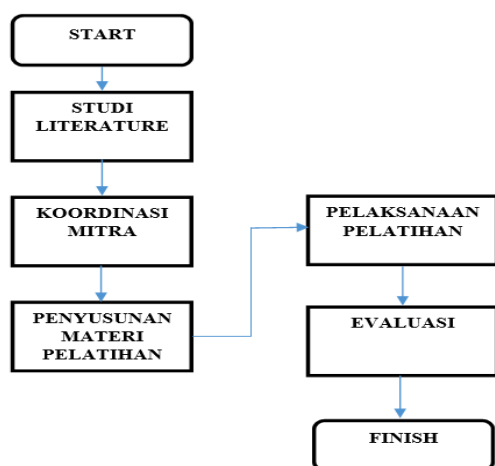 START
STUDI
LITERATURE
KOORDINASI
MITRA
PENYUSUNAN
MATERI
PELATIHAN
PELAKSANAAN
PELATIHAN
EVALUASI
FINISH